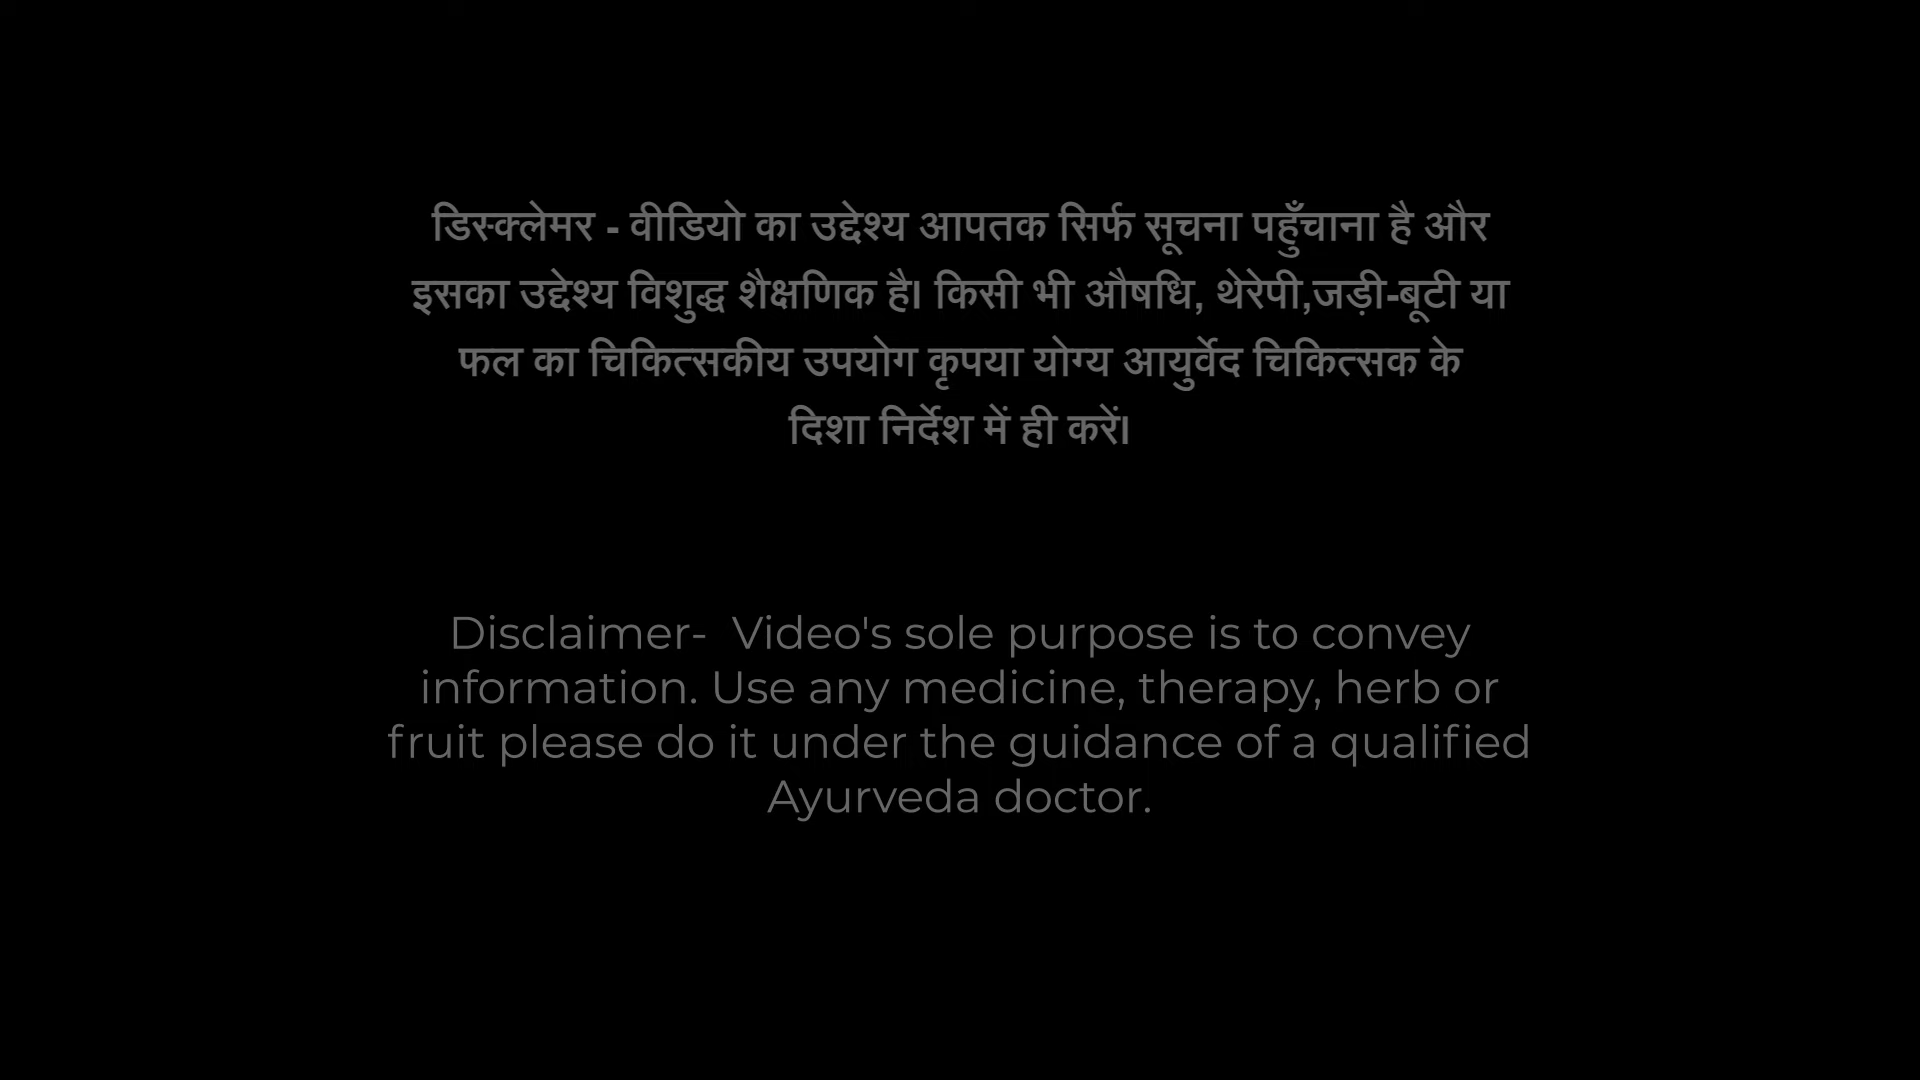 डिस्क्लेमर - वीडियो का उद्देश्य आपतक सिर्फ सूचना पहुँचाना है और
इसका उद्देश्य विशुद्ध शैक्षणिक है। किसी भी औषधि, थेरेपी,जड़ी-बूटी या
फल का चिकित्सकीय उपयोग कृपया योग्य आयुर्वेद चिकित्सक के
दिशा निर्देश में ही करें।
Disclaimer-  Video's sole purpose is to convey
information. Use any medicine, therapy, herb or
fruit please do it under the guidance of a qualified
Ayurveda doctor.